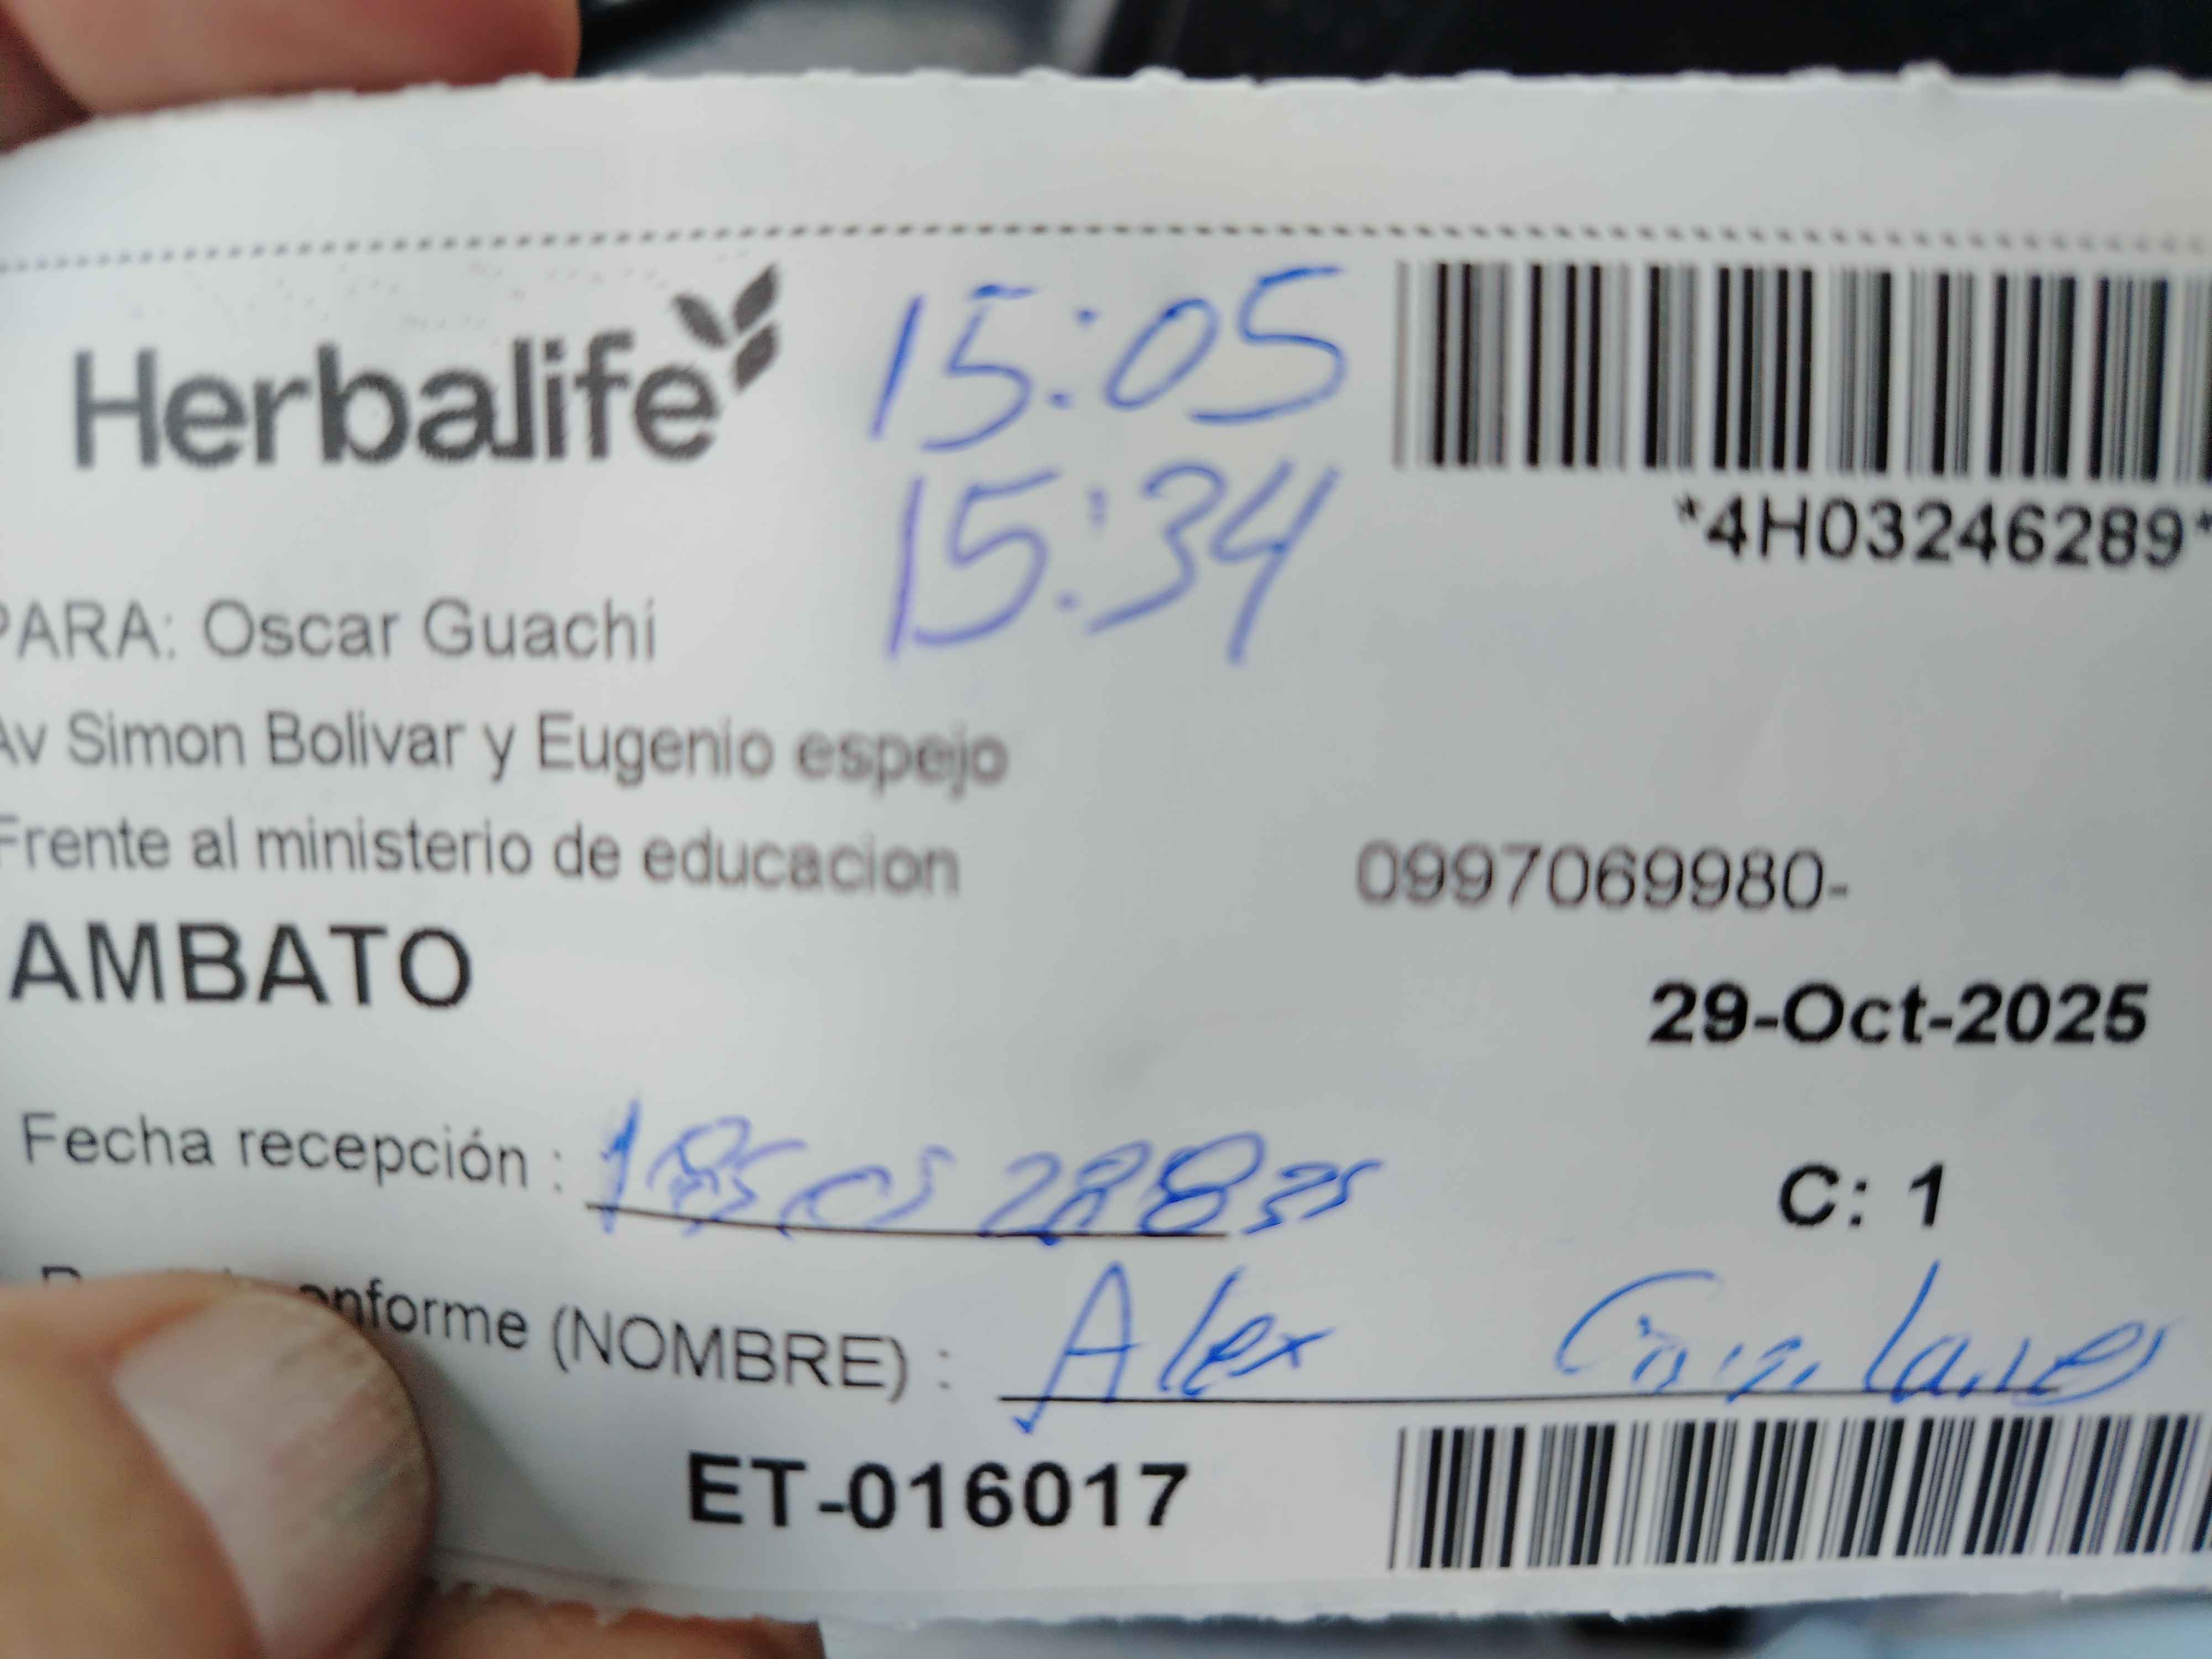 Herbalife
15:05
15:34
*4H03246289*
PARA: Oscar Guachi
Av Simon Bolivar y Eugenio espejo
Frente al ministerio de educacion
0997069980-
AMBATO
29-Oct-2025
Fecha recepción :
C: 1
(NOMBRE) : Alex
ET-016017